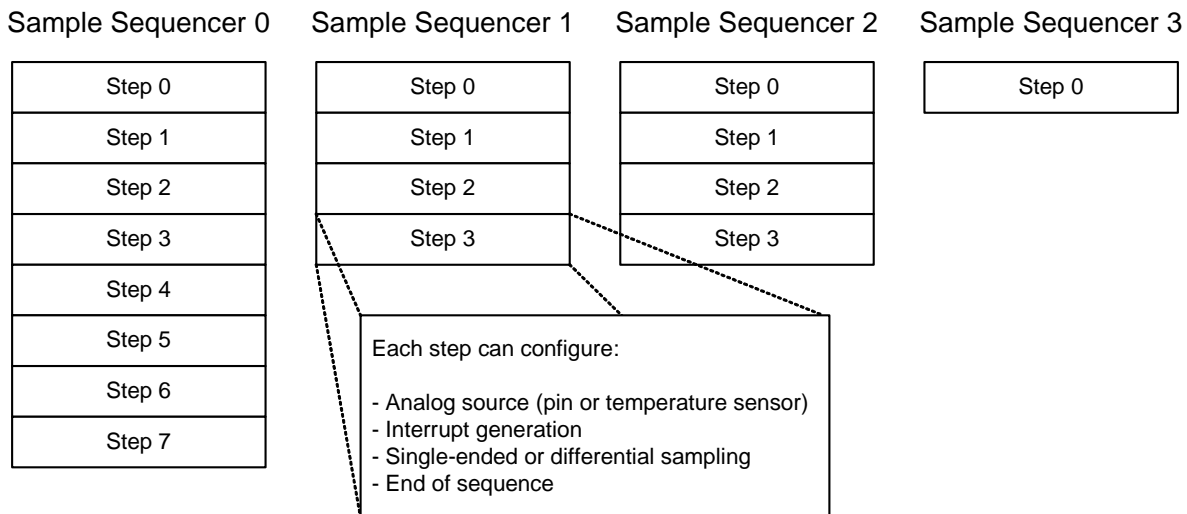 Sample Sequencer 0
Sample Sequencer 1
Sample Sequencer 2
Sample Sequencer 3
Step 0
Step 1
Step 2
Step 3
Step 4
Step 5
Step 6
Step 7
Step 0
Step 1
Step 2
Step 3
Step 0
Step 1
Step 2
Step 3
Step 0
Each step can configure:
- Analog source (pin or temperature sensor)
- Interrupt generation
- Single-ended or differential sampling
- End of sequence